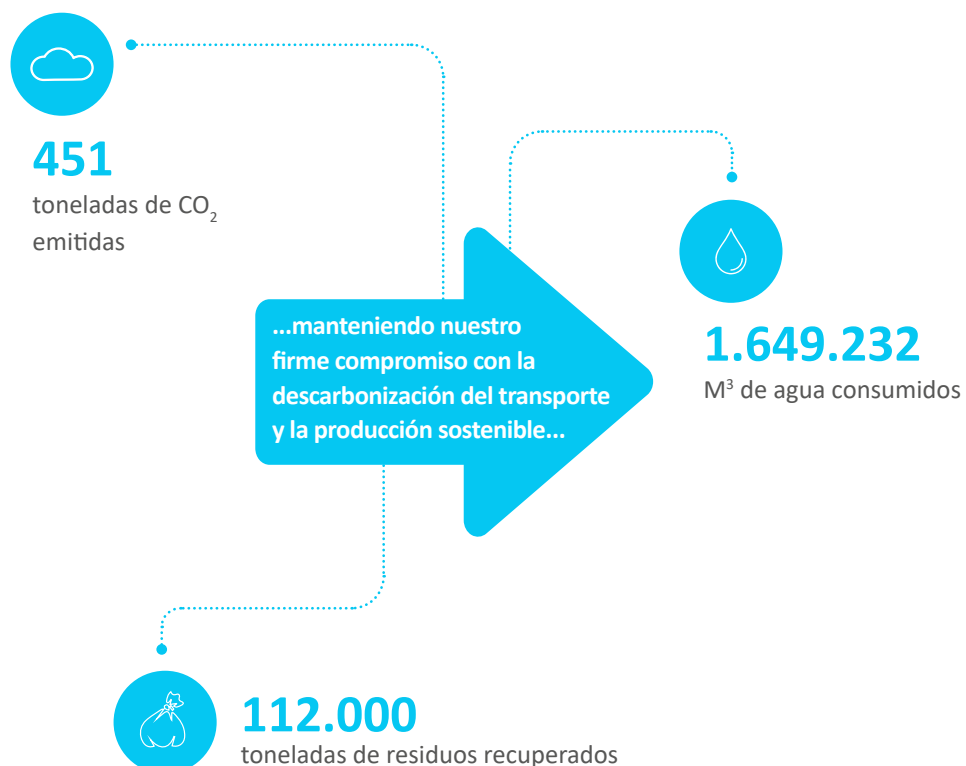 451
toneladas de CO₂
emitidas
...manteniendo nuestro
firme compromiso con la
descarbonización del transporte
y la producción sostenible...
1.649.232
M³ de agua consumidos
112.000
toneladas de residuos recuperados